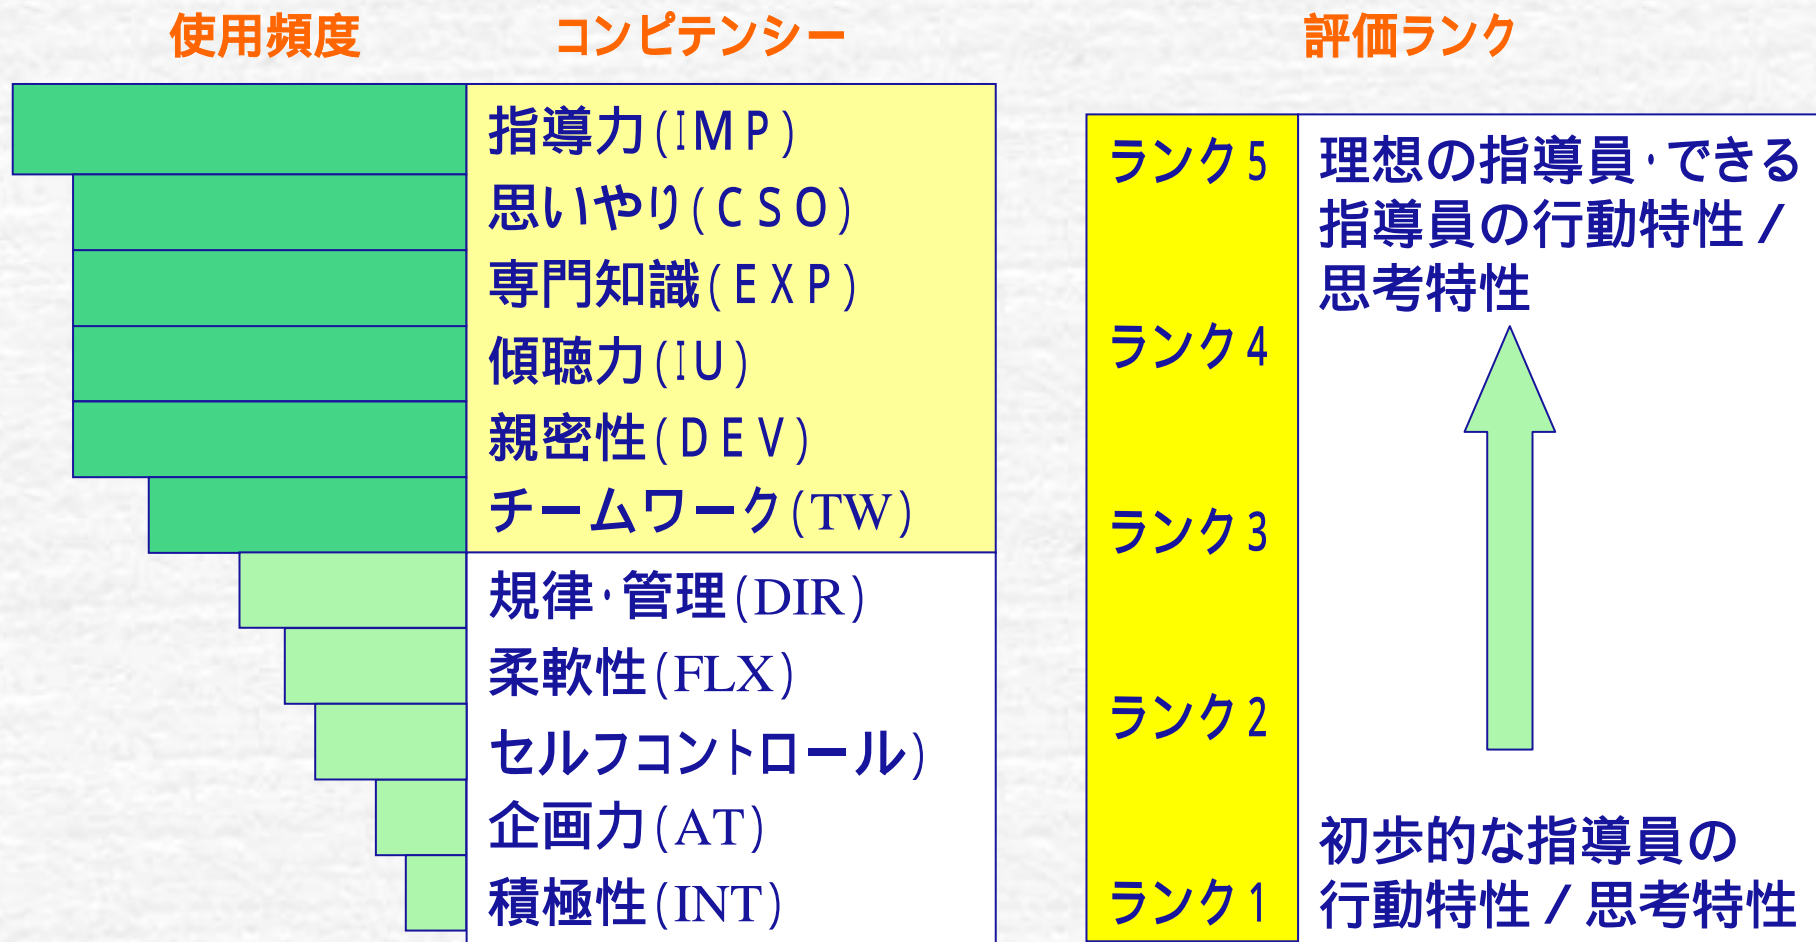 使用頻度
コンピテンシー
評価ランク
指導力(IMP)
思いやり(CSO)
専門知識(EXP)
傾聴力(IU)
親密性(DEV)
チームワーク(TW)
規律·管理(DIR)
柔軟性(FLX)
セルフコントロール)
企画力(AT)
積極性(INT)
ランク5
ランク4
ランク3
ランク2
ランク1
理想の指導員·できる
指導員の行動特性/
思考特性
初歩的な指導員の
行動特性/思考特性